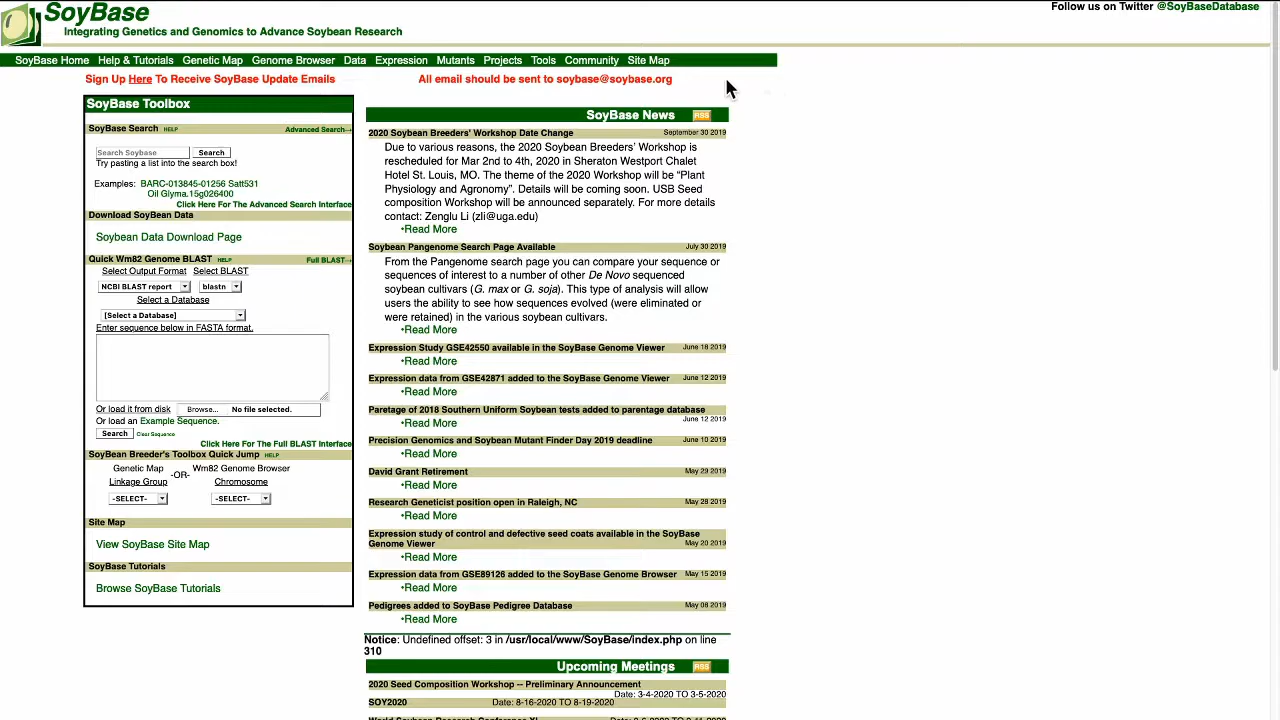 SoyBase
Follow us on Twitter @SoyBaseDatabase
Integrating Genetics and Genomics to Advance Soybean Research
SoyBase Home Help & Tutorials Genetic Map Genome Browser Data Expression Mutants Projects Tools Community Site Map
Sign Up Here To Receive SoyBase Update Emails
All email should be sent to soybase@soybase.org
SoyBase Toolbox
SoyBase Search HELP Advanced Search→
Search Soybase Search
Try pasting a list into the search box!
Examples: BARC-013845-01256 Satt531
Oil Glyma.15g026400
Click Here For The Advanced Search Interface
Download SoyBean Data
Soybean Data Download Page
Quick Wm82 Genome BLAST HELP Full BLAST→
Select Output Format Select BLAST
NCBI BLAST report blastn
Select a Database
[Select a Database]
Enter sequence below in FASTA format.
Or load it from disk Browse... No file selected.
Or load an Example Sequence.
Search Clear Sequence
Click Here For The Full BLAST Interface
SoyBean Breeder's Toolbox Quick Jump HELP
Genetic Map -OR- Wm82 Genome Browser
Linkage Group Chromosome
-SELECT- -SELECT-
Site Map
View SoyBase Site Map
SoyBase Tutorials
Browse SoyBase Tutorials
SoyBase News RSS
2020 Soybean Breeders' Workshop Date Change September 30 2019
Due to various reasons, the 2020 Soybean Breeders' Workshop is
rescheduled for Mar 2nd to 4th, 2020 in Sheraton Westport Chalet
Hotel St. Louis, MO. The theme of the 2020 Workshop will be “Plant
Physiology and Agronomy”. Details will be coming soon. USB Seed
composition Workshop will be announced separately. For more details
contact: Zenglu Li (zli@uga.edu)
•Read More
Soybean Pangenome Search Page Available July 30 2019
From the Pangenome search page you can compare your sequence or
sequences of interest to a number of other De Novo sequenced
soybean cultivars (G. max or G. soja). This type of analysis will allow
users the ability to see how sequences evolved (were eliminated or
were retained) in the various soybean cultivars.
•Read More
Expression Study GSE42550 available in the SoyBase Genome Viewer June 18 2019
•Read More
Expression data from GSE42871 added to the SoyBase Genome Viewer June 12 2019
•Read More
Paretage of 2018 Southern Uniform Soybean tests added to parentage database
June 12 2019
•Read More
Precision Genomics and Soybean Mutant Finder Day 2019 deadline June 10 2019
•Read More
David Grant Retirement May 29 2019
•Read More
Research Geneticist position open in Raleigh, NC May 28 2019
•Read More
Expression study of control and defective seed coats available in the SoyBase
Genome Viewer May 20 2019
•Read More
Expression data from GSE89126 added to the SoyBase Genome Browser May 15 2019
•Read More
Pedigrees added to SoyBase Pedigree Database May 08 2019
•Read More
Notice: Undefined offset: 3 in /usr/local/www/SoyBase/index.php on line
310
Upcoming Meetings RSS
2020 Seed Composition Workshop -- Preliminary Announcement
Date: 3-4-2020 TO 3-5-2020
SOY2020 Date: 8-16-2020 TO 8-19-2020